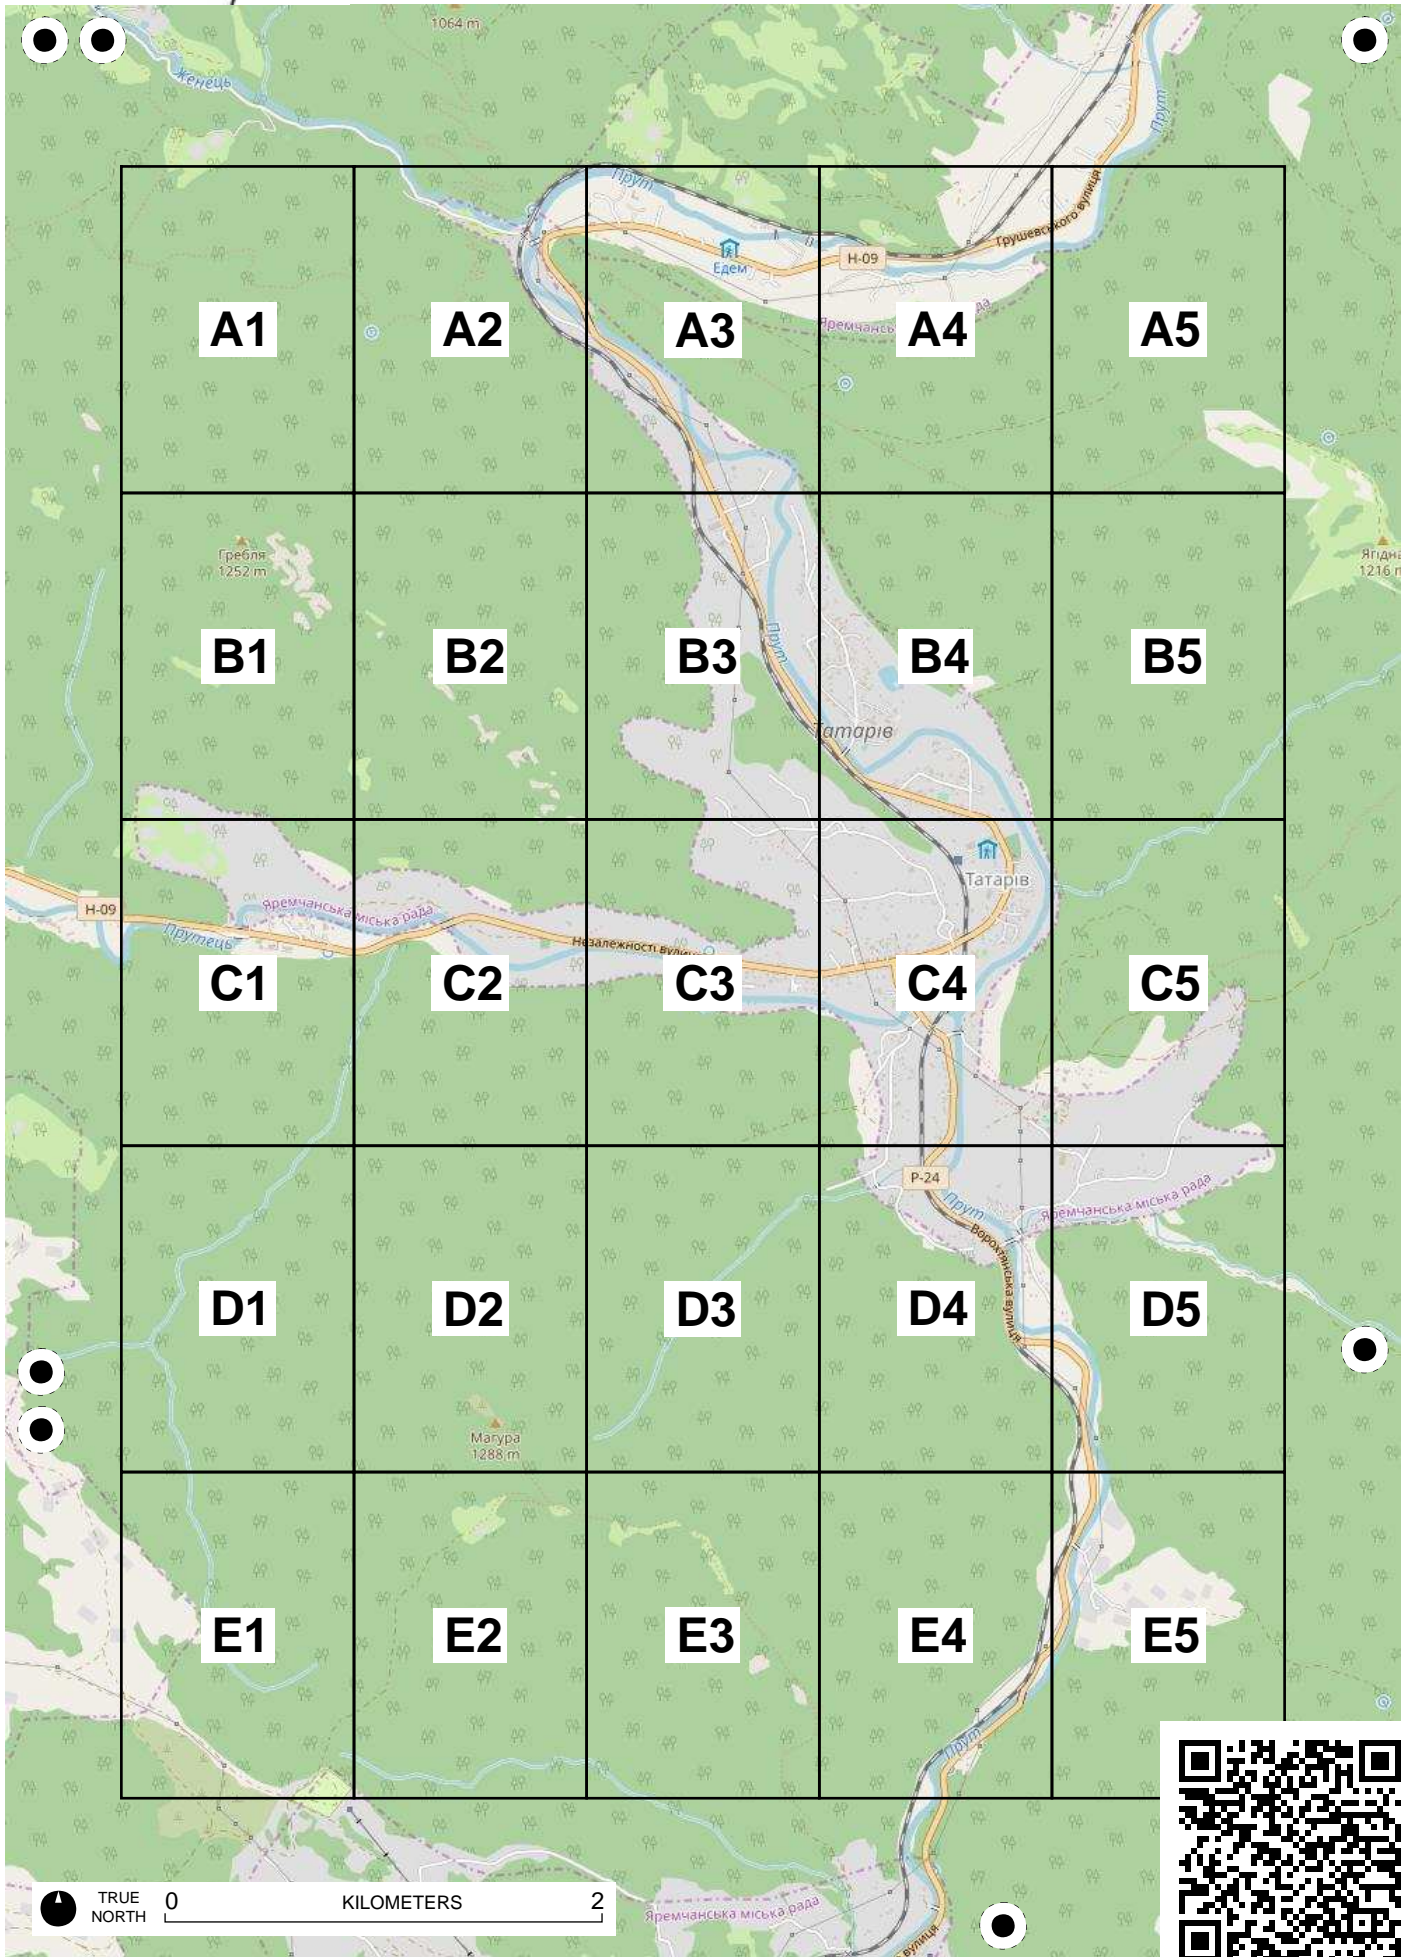 1064 m
Женець
Прут
Прут
Грушевського вулиця
Едем
Н-09
A1
A2
A3
A4
A5
Гребля
1252 m
Ягідна
B1
B2
B3
B4
B5
Прут
Татарів
Татарів
Н-09
Яремчанська міська рада
Прутець
C1
C2
C3
C4
C5
Р-24
Прут
Яремчанська міська рада
Ворохтянська вулиця
D1
D2
D3
D4
D5
Магура
1288 m
E1
E2
E3
E4
E5
Прут
TRUE
NORTH
0 KILOMETERS 2
Яремчанська міська рада
вулиця